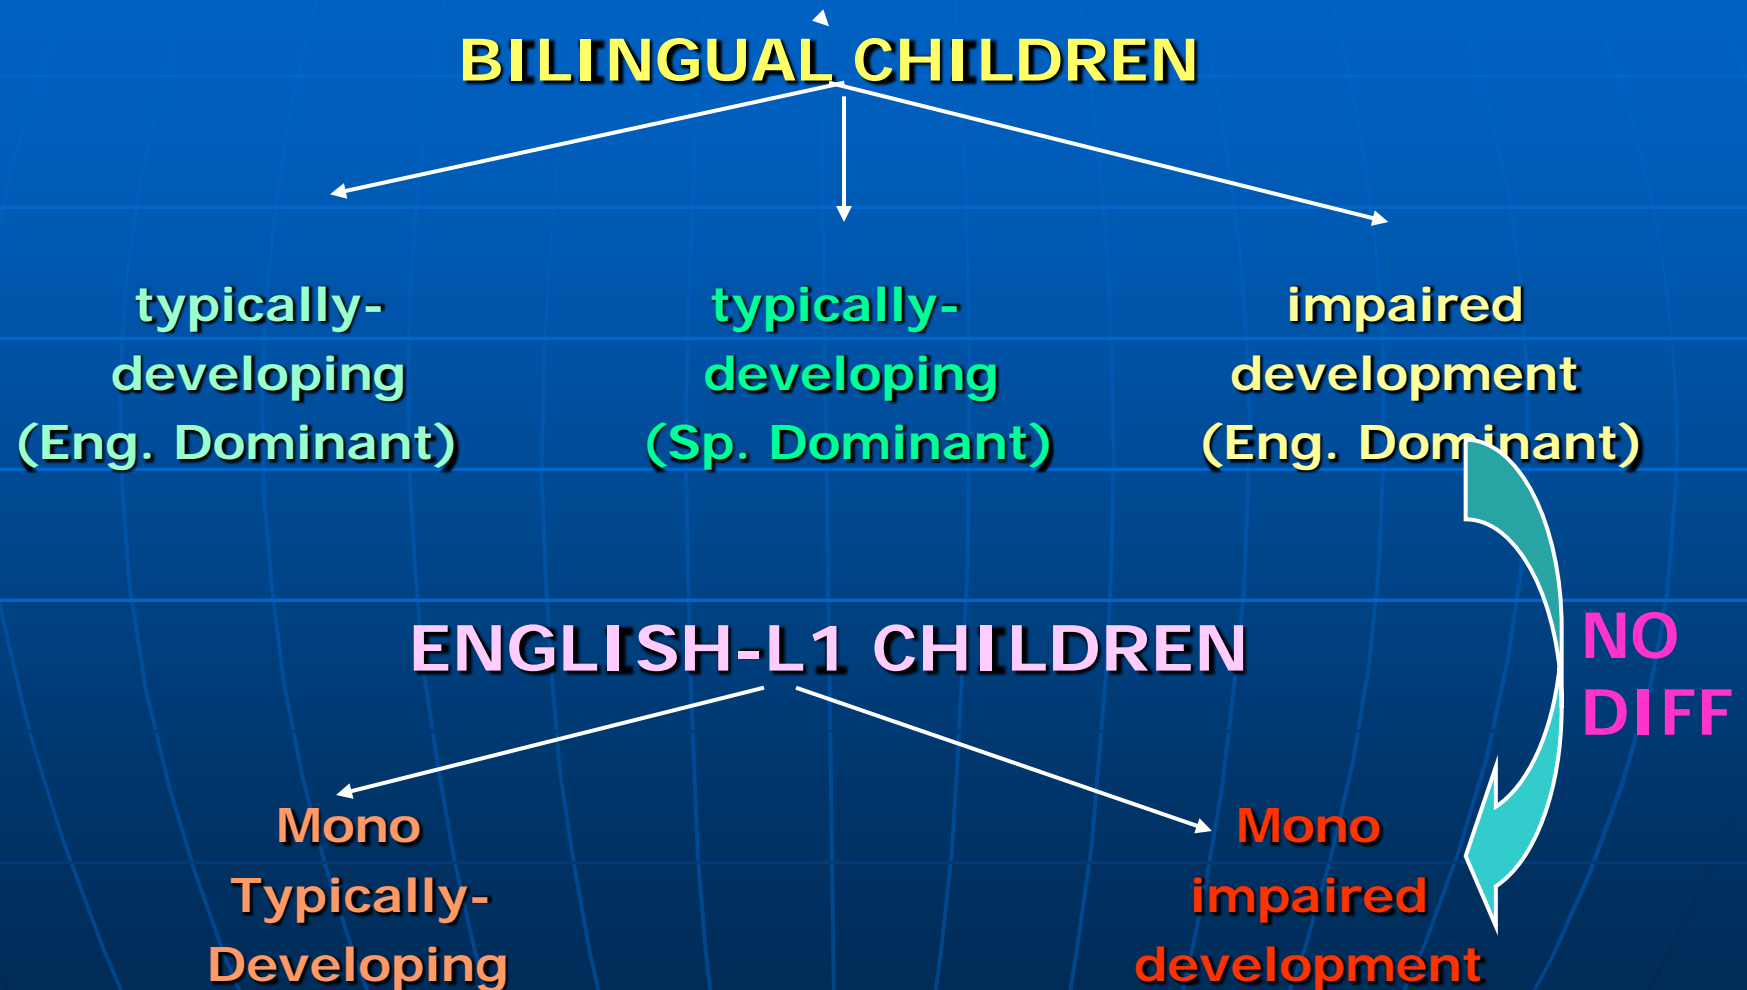 BILINGUAL CHILDREN
typically-
developing
(Eng. Dominant)
typically-
developing
(Sp. Dominant)
impaired
development
(Eng. Dominant)
ENGLISH-L1 CHILDREN
NO
DIFF
Mono
Typically-
Developing
Mono
impaired
development